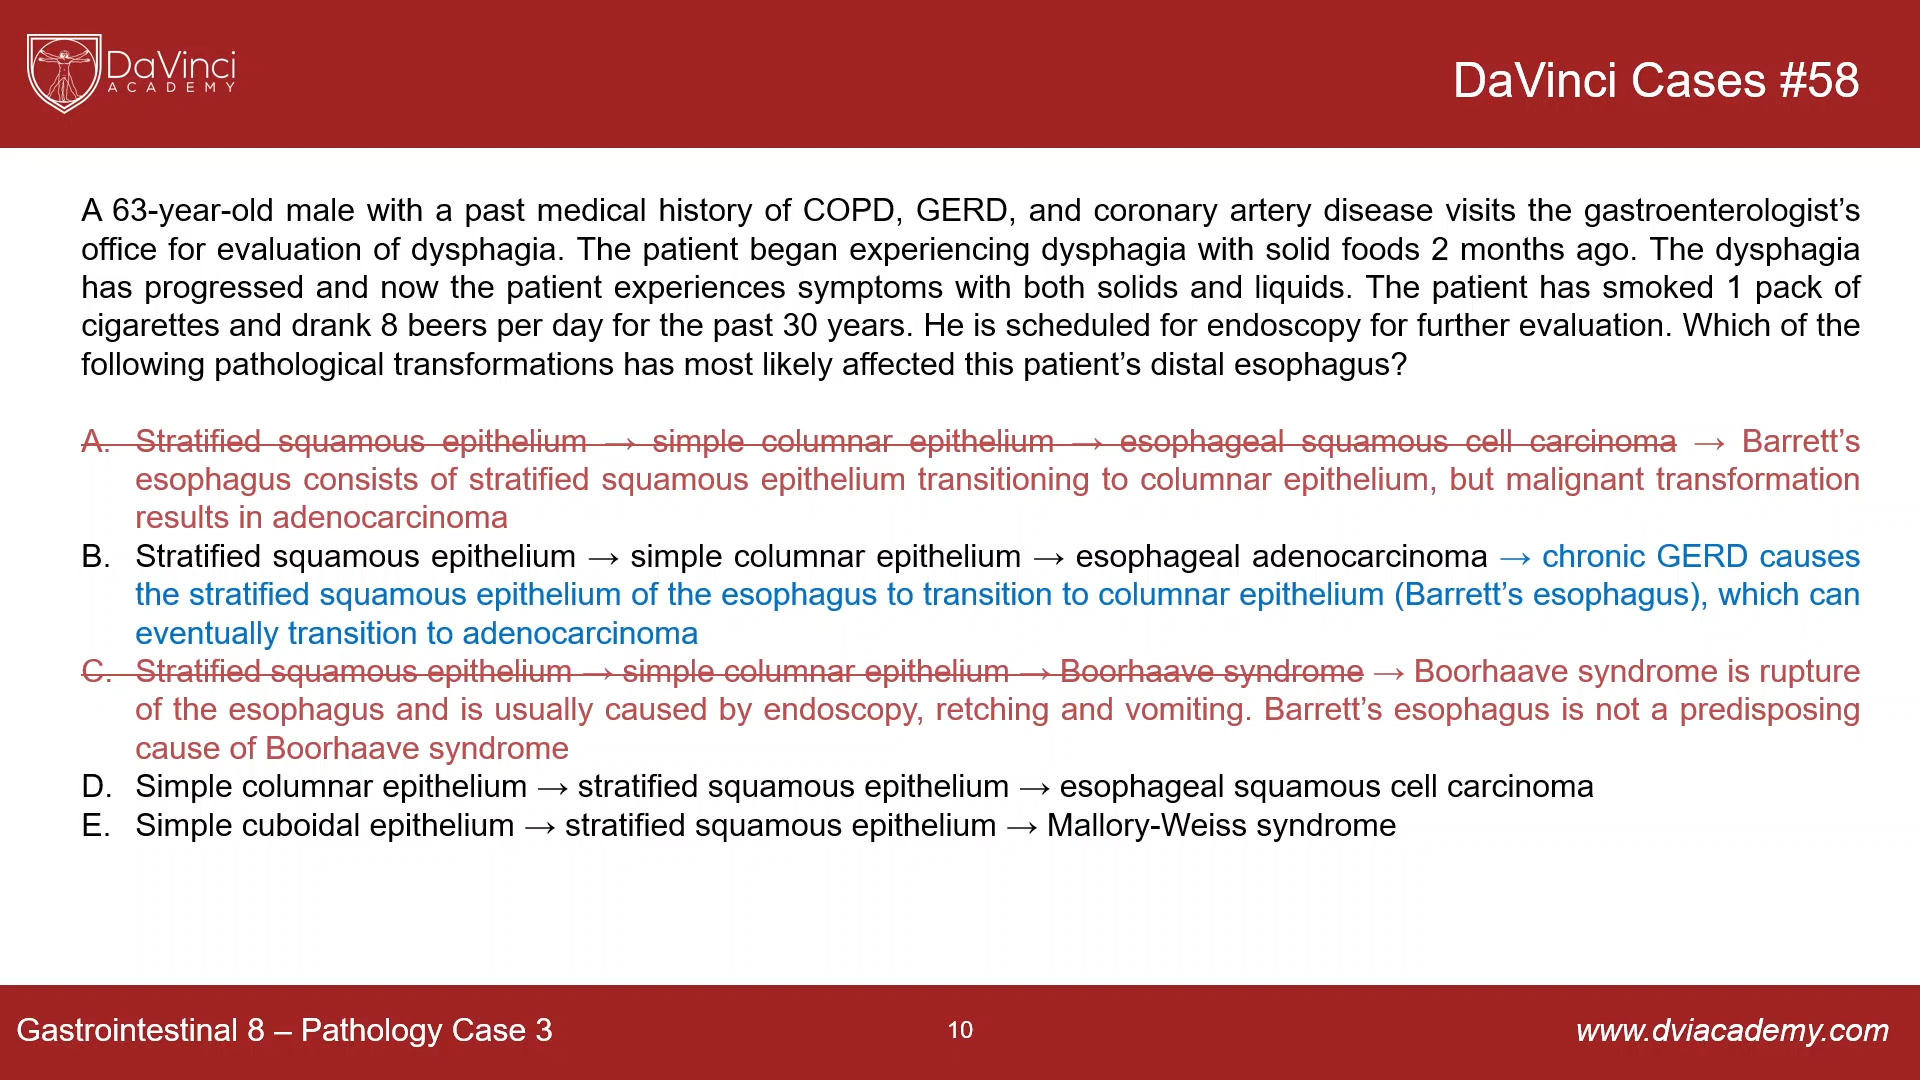 DaVinci
ACADEMY
DaVinci Cases #58
A 63-year-old male with a past medical history of COPD, GERD, and coronary artery disease visits the gastroenterologist’s
office for evaluation of dysphagia. The patient began experiencing dysphagia with solid foods 2 months ago. The dysphagia
has progressed and now the patient experiences symptoms with both solids and liquids. The patient has smoked 1 pack of
cigarettes and drank 8 beers per day for the past 30 years. He is scheduled for endoscopy for further evaluation. Which of the
following pathological transformations has most likely affected this patient’s distal esophagus?
A. Stratified squamous epithelium → simple columnar epithelium → esophageal squamous cell carcinoma → Barrett’s
esophagus consists of stratified squamous epithelium transitioning to columnar epithelium, but malignant transformation
results in adenocarcinoma
B. Stratified squamous epithelium → simple columnar epithelium → esophageal adenocarcinoma → chronic GERD causes
the stratified squamous epithelium of the esophagus to transition to columnar epithelium (Barrett’s esophagus), which can
eventually transition to adenocarcinoma
C. Stratified squamous epithelium → simple columnar epithelium → Boorhaave syndrome → Boorhaave syndrome is rupture
of the esophagus and is usually caused by endoscopy, retching and vomiting. Barrett’s esophagus is not a predisposing
cause of Boorhaave syndrome
D. Simple columnar epithelium → stratified squamous epithelium → esophageal squamous cell carcinoma
E. Simple cuboidal epithelium → stratified squamous epithelium → Mallory-Weiss syndrome
Gastrointestinal 8 – Pathology Case 3
10
www.dviacademy.com